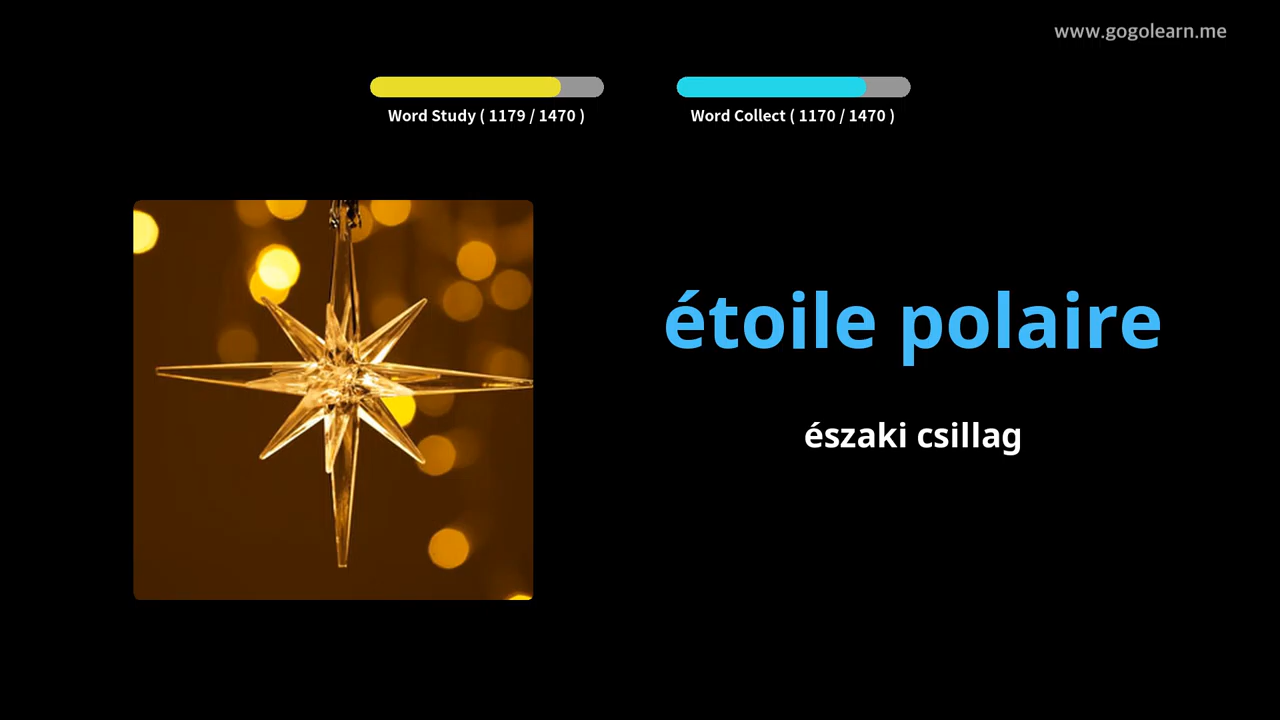 www.gogolearn.me
Word Study ( 1179 / 1470 )
Word Collect ( 1170 / 1470 )
étoile polaire
északi csillag